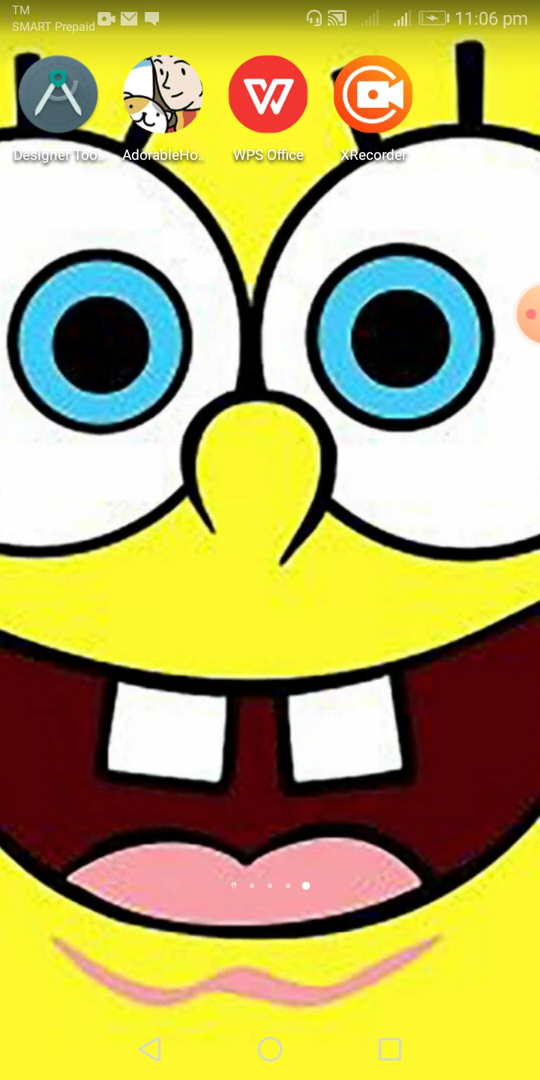 TM
SMART Prepaid
11:06 pm
Designer Too..
AdorableHo..
WPS Office
XRecorder